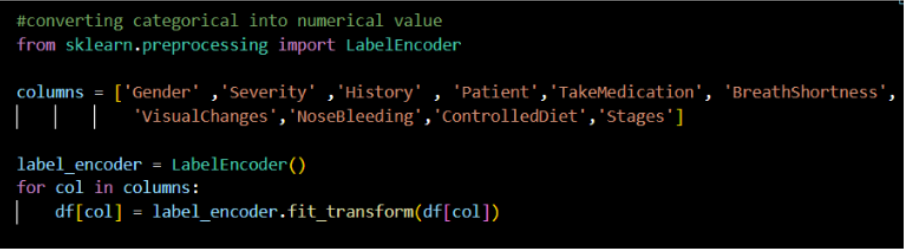 #converting categorical into numerical value
from sklearn.preprocessing import LabelEncoder
columns = ['Gender' ,'Severity' ,'History' , 'Patient','TakeMedication', 'BreathShortness',
'VisualChanges','NoseBleeding','ControlledDiet','Stages']
label_encoder = LabelEncoder()
for col in columns:
    df[col] = label_encoder.fit_transform(df[col])